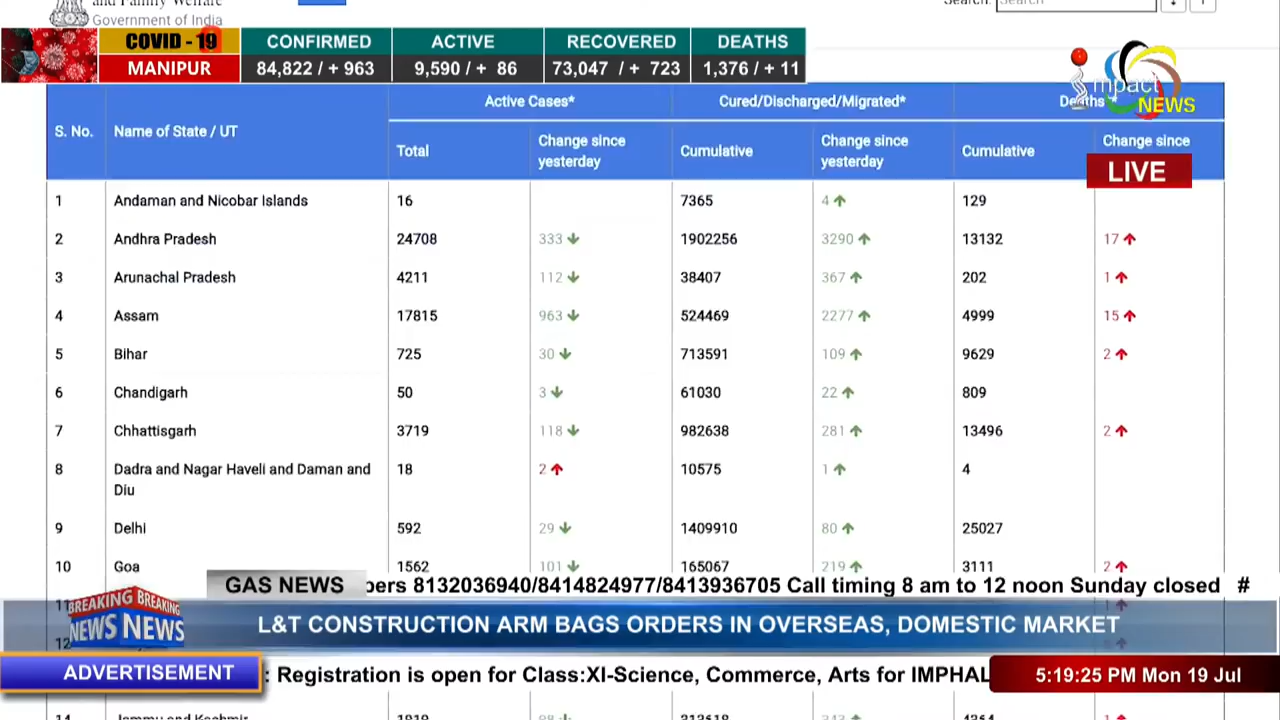 and Family Welfare
Government of India
Search:
Search
COVID - 19
MANIPUR
CONFIRMED
84,822 / + 963
ACTIVE
9,590 / + 86
RECOVERED
73,047 / + 723
DEATHS
1,376 / + 11
impact
NEWS
LIVE
S. No. Name of State / UT Active Cases* Cured/Discharged/Migrated* Deaths
Total Change since yesterday Cumulative Change since yesterday Cumulative Change since
1 Andaman and Nicobar Islands 16 7365 4 129
2 Andhra Pradesh 24708 333 1902256 3290 13132 17
3 Arunachal Pradesh 4211 112 38407 367 202 1
4 Assam 17815 963 524469 2277 4999 15
5 Bihar 725 30 713591 109 9629 2
6 Chandigarh 50 3 61030 22 809
7 Chhattisgarh 3719 118 982638 281 13496 2
8 Dadra and Nagar Haveli and Daman and Diu 18 2 10575 1 4
9 Delhi 592 29 1409910 80 25027
10 Goa 1562 101 165067 219 3111 2
GAS NEWS
bers 8132036940/8414824977/8413936705 Call timing 8 am to 12 noon Sunday closed #
BREAKING BREAKING
NEWS NEWS
L&T CONSTRUCTION ARM BAGS ORDERS IN OVERSEAS, DOMESTIC MARKET
ADVERTISEMENT
: Registration is open for Class:XI-Science, Commerce, Arts for IMPHAL
5:19:25 PM Mon 19 Jul
14 Jammu and Kashmir